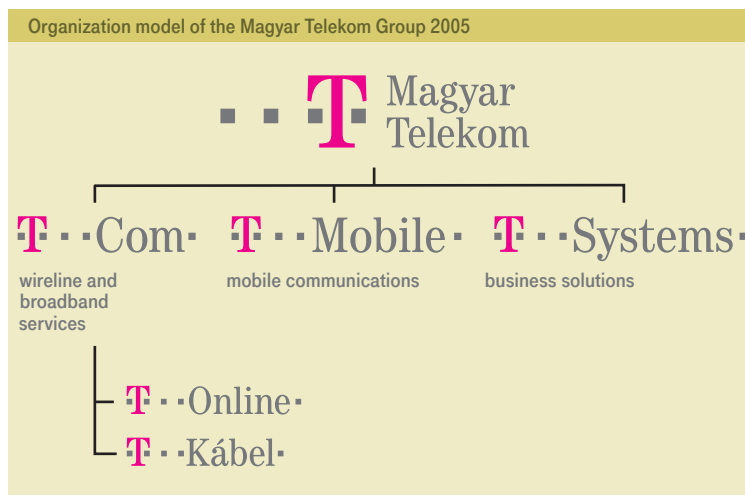 Organization model of the Magyar Telekom Group 2005
T Magyar
Telekom
T Com
T Mobile
T Systems
wireline and
broadband
services
mobile communications
business solutions
T Online
T Kábel